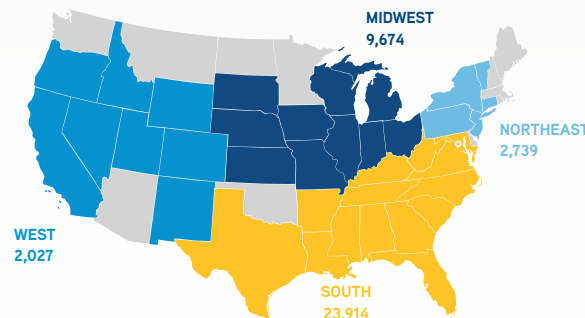 MIDWEST
9,674
NORTHEAST
2,739
WEST
2,027
SOUTH
23,914